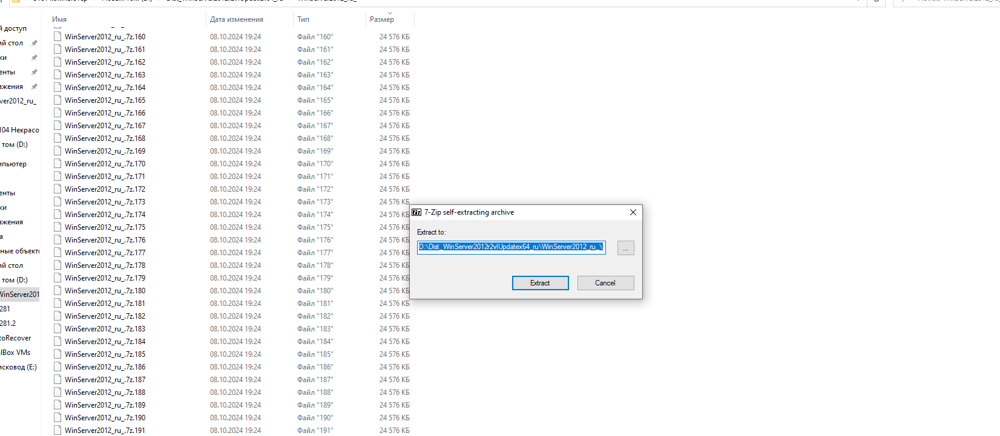 Имя Дата изменения Тип Размер
WinServer2012_ru_.7z.160 08.10.2024 19:24 Файл "160" 24 576 КБ
WinServer2012_ru_.7z.161 08.10.2024 19:24 Файл "161" 24 576 КБ
WinServer2012_ru_.7z.162 08.10.2024 19:24 Файл "162" 24 576 КБ
WinServer2012_ru_.7z.163 08.10.2024 19:24 Файл "163" 24 576 КБ
WinServer2012_ru_.7z.164 08.10.2024 19:24 Файл "164" 24 576 КБ
WinServer2012_ru_.7z.165 08.10.2024 19:24 Файл "165" 24 576 КБ
WinServer2012_ru_.7z.166 08.10.2024 19:24 Файл "166" 24 576 КБ
WinServer2012_ru_.7z.167 08.10.2024 19:24 Файл "167" 24 576 КБ
WinServer2012_ru_.7z.168 08.10.2024 19:24 Файл "168" 24 576 КБ
WinServer2012_ru_.7z.169 08.10.2024 19:24 Файл "169" 24 576 КБ
WinServer2012_ru_.7z.170 08.10.2024 19:24 Файл "170" 24 576 КБ
WinServer2012_ru_.7z.171 08.10.2024 19:24 Файл "171" 24 576 КБ
WinServer2012_ru_.7z.172 08.10.2024 19:24 Файл "172" 24 576 КБ
WinServer2012_ru_.7z.173 08.10.2024 19:24 Файл "173" 24 576 КБ
WinServer2012_ru_.7z.174 08.10.2024 19:24 Файл "174" 24 576 КБ
WinServer2012_ru_.7z.175 08.10.2024 19:24 Файл "175" 24 576 КБ
WinServer2012_ru_.7z.176 08.10.2024 19:24 Файл "176" 24 576 КБ
WinServer2012_ru_.7z.177 08.10.2024 19:24 Файл "177" 24 576 КБ
WinServer2012_ru_.7z.178 08.10.2024 19:24 Файл "178" 24 576 КБ
WinServer2012_ru_.7z.179 08.10.2024 19:24 Файл "179" 24 576 КБ
WinServer2012_ru_.7z.180 08.10.2024 19:24 Файл "180" 24 576 КБ
WinServer2012_ru_.7z.181 08.10.2024 19:24 Файл "181" 24 576 КБ
WinServer2012_ru_.7z.182 08.10.2024 19:24 Файл "182" 24 576 КБ
WinServer2012_ru_.7z.183 08.10.2024 19:24 Файл "183" 24 576 КБ
WinServer2012_ru_.7z.184 08.10.2024 19:24 Файл "184" 24 576 КБ
WinServer2012_ru_.7z.185 08.10.2024 19:24 Файл "185" 24 576 КБ
WinServer2012_ru_.7z.186 08.10.2024 19:24 Файл "186" 24 576 КБ
WinServer2012_ru_.7z.187 08.10.2024 19:24 Файл "187" 24 576 КБ
WinServer2012_ru_.7z.188 08.10.2024 19:24 Файл "188" 24 576 КБ
WinServer2012_ru_.7z.189 08.10.2024 19:24 Файл "189" 24 576 КБ
WinServer2012_ru_.7z.190 08.10.2024 19:24 Файл "190" 24 576 КБ
WinServer2012_ru_.7z.191 08.10.2024 19:24 Файл "191" 24 576 КБ
й доступ
ий стол
ки
енты
ажения
ver2012_ru_
104 Некрасо
том (D:)
мпьютер
енты
ки
ажения
а
ные объект
ий стол
том (D:)
WinServer201
281
281.2
toRecover
lBox VMs
исковод (E:)
7z 7-Zip self-extracting archive
Extract to:
D:\Dist_WinServer2012r2vlUpdatex64_ru\WinServer2012_ru_\
...
Extract Cancel